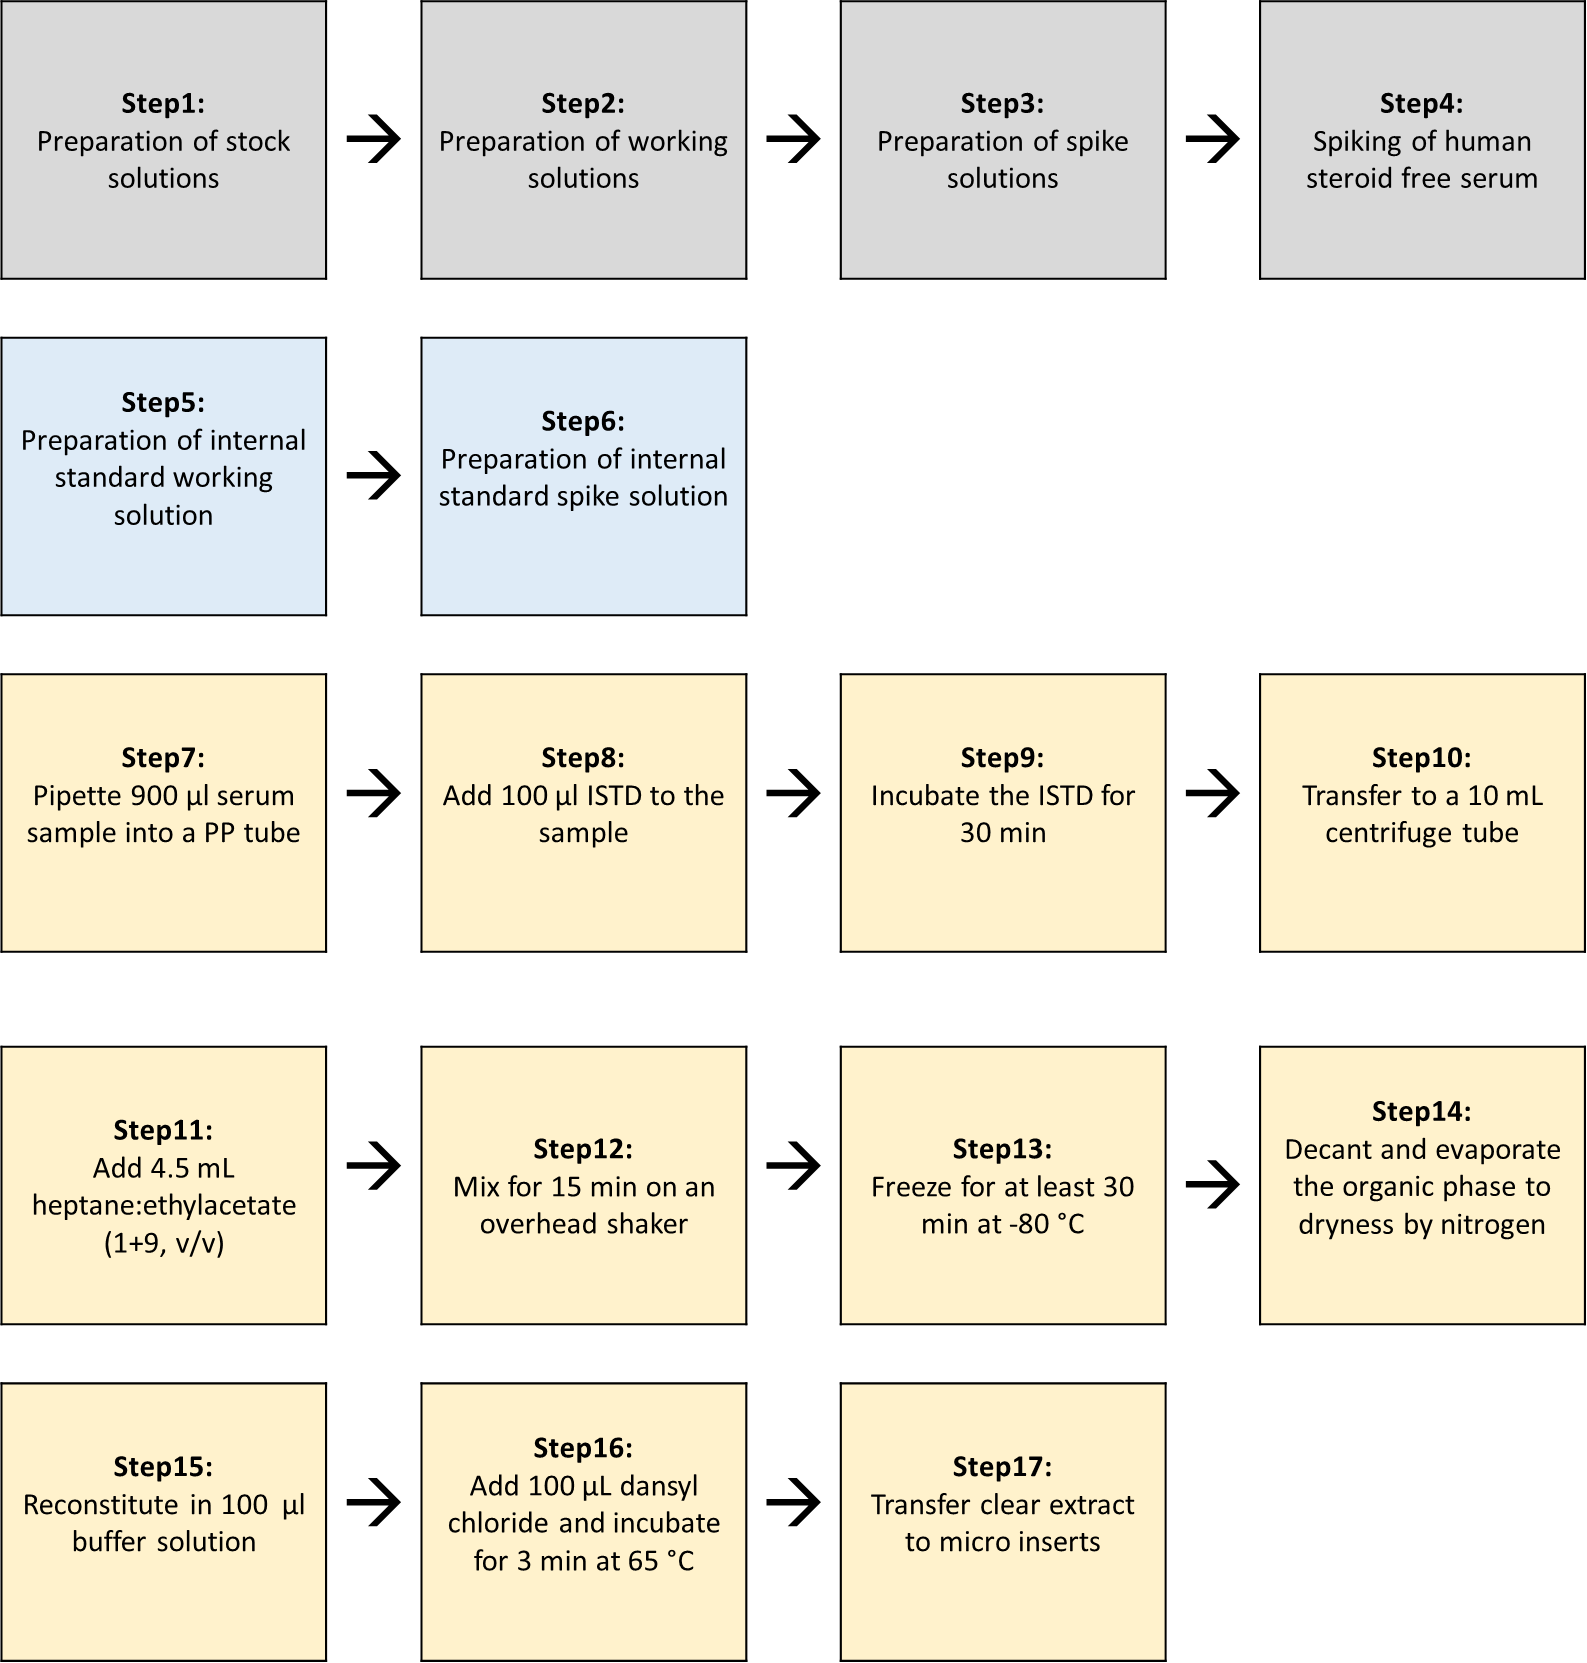 Step1:
Preparation of stock
solutions
Step2:
Preparation of working
solutions
Step3:
Preparation of spike
solutions
Step4:
Spiking of human
steroid free serum
Step5:
Preparation of internal
standard working
solution
Step6:
Preparation of internal
standard spike solution
Step7:
Pipette 900 µl serum
sample into a PP tube
Step8:
Add 100 µl ISTD to the
sample
Step9:
Incubate the ISTD for
30 min
Step10:
Transfer to a 10 mL
centrifuge tube
Step11:
Add 4.5 mL
heptane:ethylacetate
(1+9, v/v)
Step12:
Mix for 15 min on an
overhead shaker
Step13:
Freeze for at least 30
min at -80 °C
Step14:
Decant and evaporate
the organic phase to
dryness by nitrogen
Step15:
Reconstitute in 100 µl
buffer solution
Step16:
Add 100 µL dansyl
chloride and incubate
for 3 min at 65 °C
Step17:
Transfer clear extract
to micro inserts